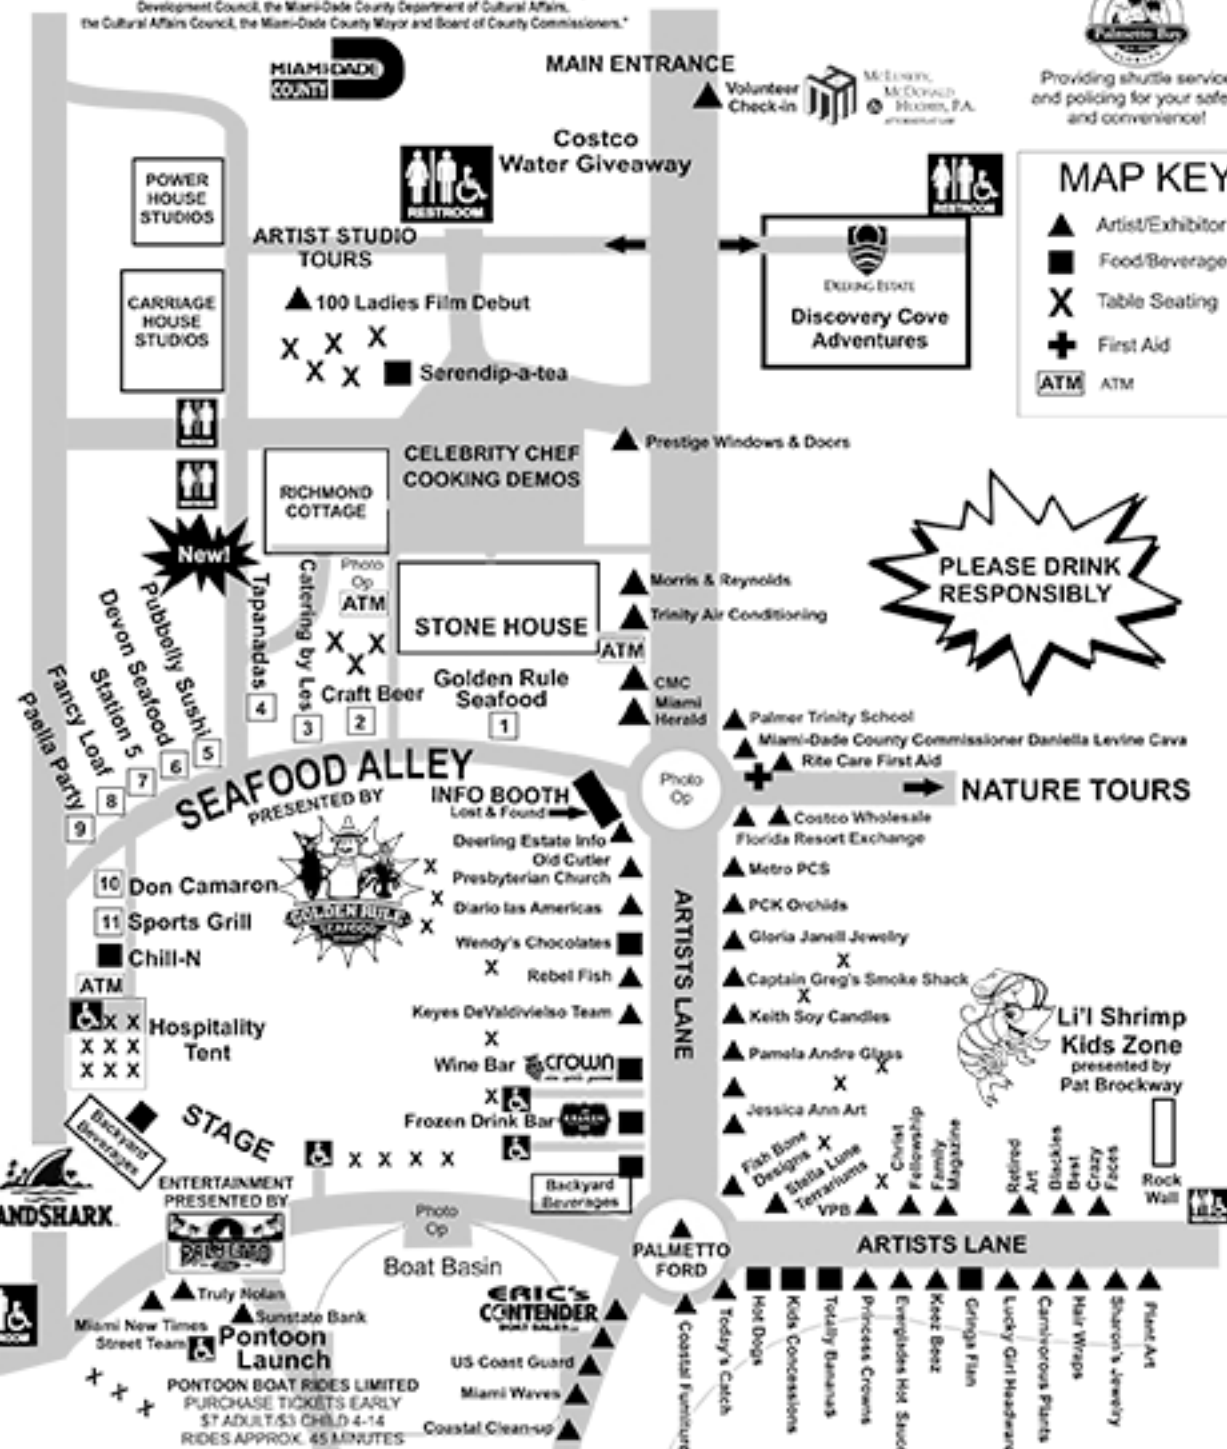 Development Council, the Miami-Dade County Department of Cultural Affairs,
the Cultural Affairs Council, the Miami-Dade County Mayor and Board of County Commissioners."
MIAMI-DADE
COUNTY
MAIN ENTRANCE
Volunteer
Check-in
Palmetto Bay
Providing shuttle service
and policing for your safe
and convenience!
Costco
Water Giveaway
RESTROOM
RESTROOM
MAP KEY
Artist/Exhibitor
Food/Beverage
X Table Seating
First Aid
ATM ATM
POWER
HOUSE
STUDIOS
CARRIAGE
HOUSE
STUDIOS
ARTIST STUDIO
TOURS
100 Ladies Film Debut
X X X
X X
Serendip-a-tea
DEERING ESTATE
Discovery Cove
Adventures
Prestige Windows & Doors
CELEBRITY CHEF
COOKING DEMOS
RICHMOND
COTTAGE
New!
PLEASE DRINK
RESPONSIBLY
Photo
Op
ATM
X X
X
STONE HOUSE
Morris & Reynolds
Trinity Air Conditioning
ATM
CMC
Miami
Herald
Golden Rule
Seafood
1
Craft Beer
2
Catering by Les
3
Tapanadas
4
Pubbelly Sushi
5
Devon Seafood
6
Station 5
7
Fancy Loaf
8
Paella Party
9
SEAFOOD ALLEY
PRESENTED BY
GOLDEN RULE
SEAFOOD
10 Don Camaron
11 Sports Grill
Chill-N
ATM
X X
X X X
X X X
Hospitality
Tent
Backyard
Beverages
STAGE
LANDSHARK
ENTERTAINMENT
PRESENTED BY
PALMETTO
INFO BOOTH
Lost & Found
Deering Estate Info
Old Cutler
Presbyterian Church
Diario las Americas
Wendy's Chocolates
Rebel Fish
Keyes DeValdivielso Team
Wine Bar
crown
Frozen Drink Bar
X
X
X
X
X
X
X X X X
Backyard
Beverages
Photo
Op
Palmer Trinity School
Miami-Dade County Commissioner Daniella Levine Cava
Rite Care First Aid
NATURE TOURS
Costco Wholesale
Florida Resort Exchange
Metro PCS
PCK Orchids
Gloria Janell Jewelry
X
Captain Greg's Smoke Shack
X
Keith Soy Candles
Pamela Andre Glass
X
X
Jessica Ann Art
ARTISTS LANE
Li'l Shrimp
Kids Zone
presented by
Pat Brockway
Rock
Wall
Fish Bone
Designs
X
Stella Lune
Terrariums
X
VPB
Christ
Fellowship
Family
Magazine
Retired
Art
Blackies
Best
Crazy
Faces
ARTISTS LANE
PALMETTO
FORD
Photo
Op
Boat Basin
Truly Nolan
Sunstate Bank
Miami New Times
Street Team
Pontoon
Launch
X X X
PONTOON BOAT RIDES LIMITED
PURCHASE TICKETS EARLY
$7 ADULT/$3 CHILD 4-14
RIDES APPROX. 45 MINUTES
ERIC'S
CONTENDER
BOAT SALES
US Coast Guard
Miami Waves
Coastal Clean-up
Coastal Furniture
Today's Catch
Hot Dogs
Kids Concessions
Totally Bananas
Princess Crowns
Everglades Hot Sauce
Keez Beez
Gringa Flan
Lucky Girl Headwear
Carnivorous Plants
Hair Wraps
Sharon's Jewelry
Plant Art